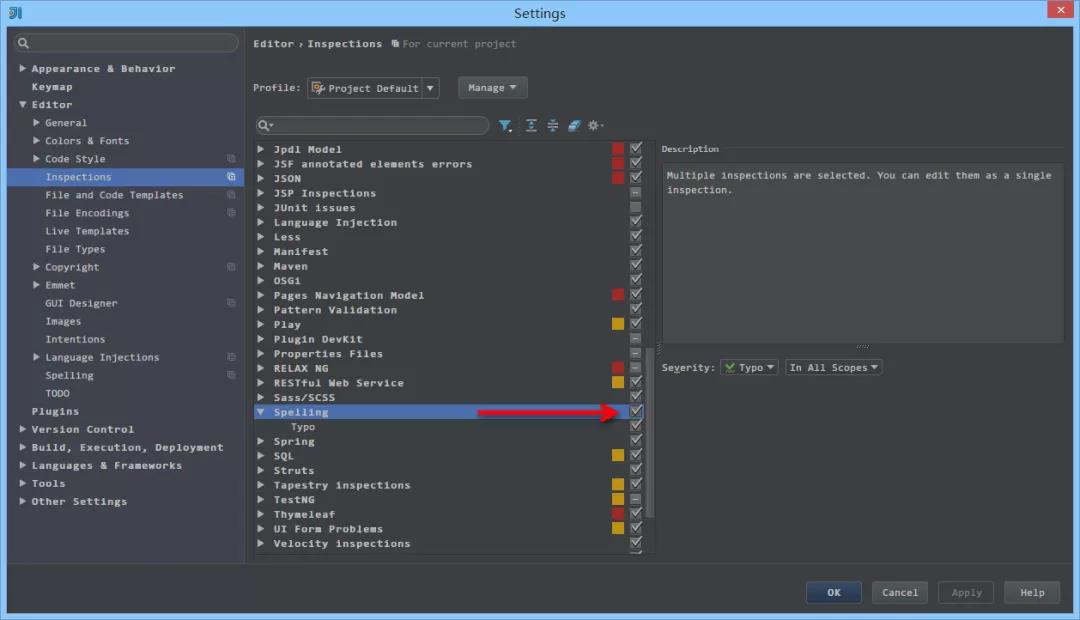 Settings
Editor › Inspections For current project
Appearance & Behavior
Keymap
Editor
General
Colors & Fonts
Code Style
Inspections
File and Code Templates
File Encodings
Live Templates
File Types
Copyright
Emmet
GUI Designer
Images
Intentions
Language Injections
Spelling
TODO
Plugins
Version Control
Build, Execution, Deployment
Languages & Frameworks
Tools
Other Settings
Profile: Project Default Manage
Jpdl Model
JSF annotated elements errors
JSON
JSP Inspections
JUnit issues
Language Injection
Less
Manifest
Maven
OSGi
Pages Navigation Model
Pattern Validation
Play
Plugin DevKit
Properties Files
RELAX NG
RESTful Web Service
Sass/SCSS
Spelling
Typo
Spring
SQL
Struts
Tapestry inspections
TestNG
Thymeleaf
UI Form Problems
Velocity inspections
Description
Multiple inspections are selected. You can edit them as a single
inspection.
Severity: Typo In All Scopes
OK Cancel Apply Help